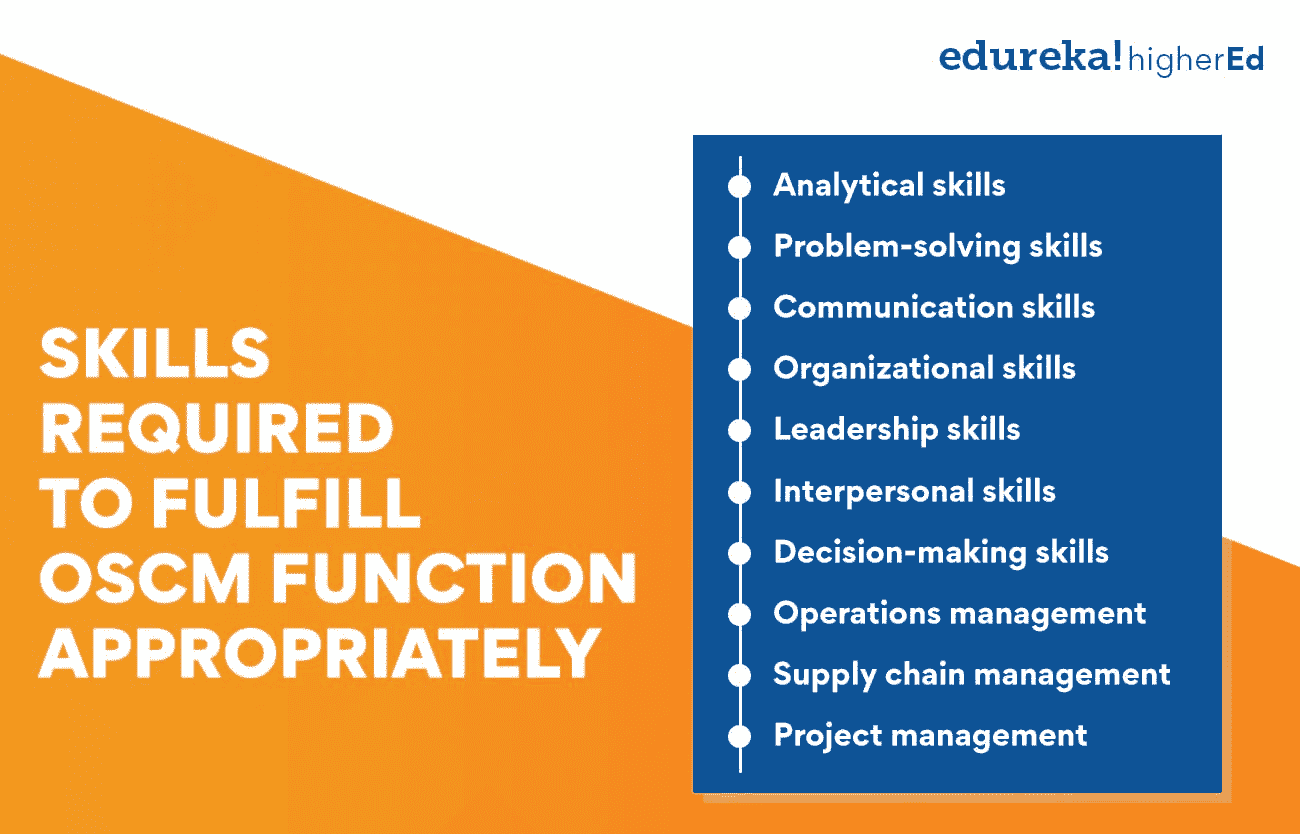 edureka! higherEd
SKILLS
REQUIRED
TO FULFILL
OSCM FUNCTION
APPROPRIATELY
Analytical skills
Problem-solving skills
Communication skills
Organizational skills
Leadership skills
Interpersonal skills
Decision-making skills
Operations management
Supply chain management
Project management